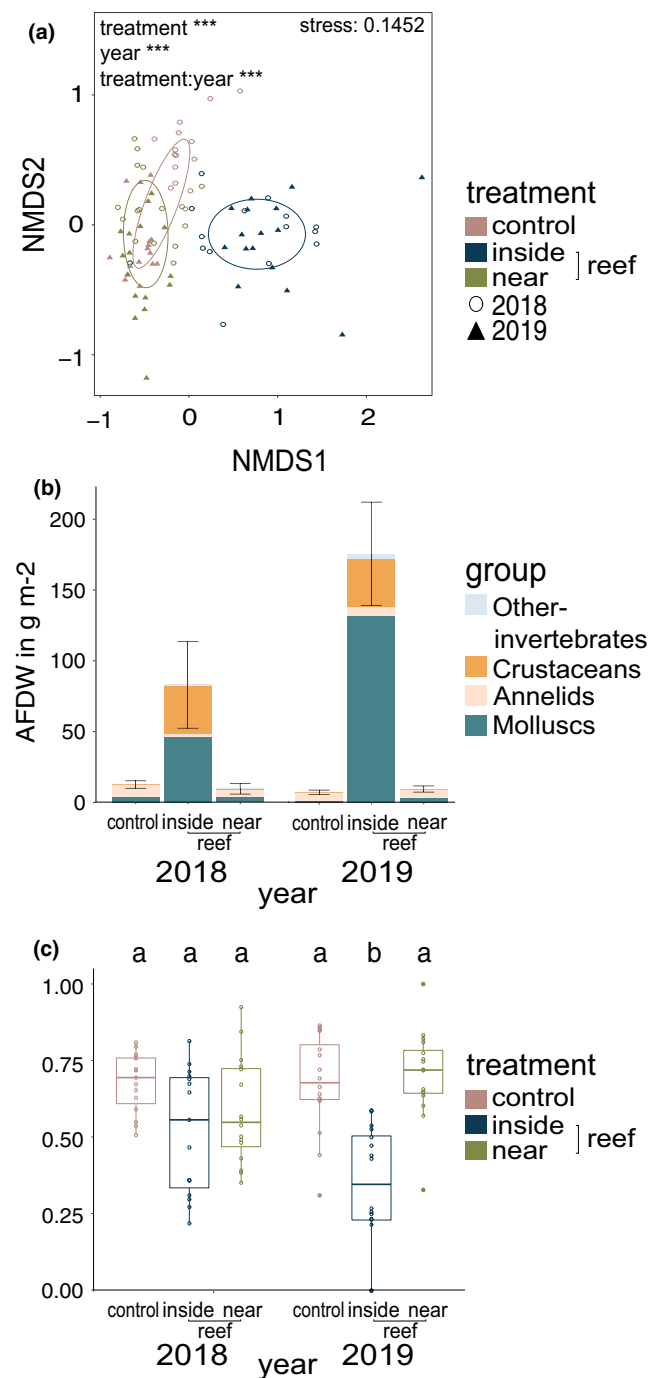 (a)
treatment ***
year ***
treatment:year ***
stress: 0.1452
1
0
−1
NMDS2
−1 0 1 2
NMDS1
treatment
control
inside
near
reef
2018
2019
(b)
200
150
100
50
0
AFDW in g m-2
control inside near control inside near
reef reef
2018 2019
year
group
Other-
invertebrates
Crustaceans
Annelids
Molluscs
(c)
a a a a b a
1.00
0.75
0.50
0.25
0.00
control inside near control inside near
reef reef
2018 2019
year
treatment
control
inside
near
reef